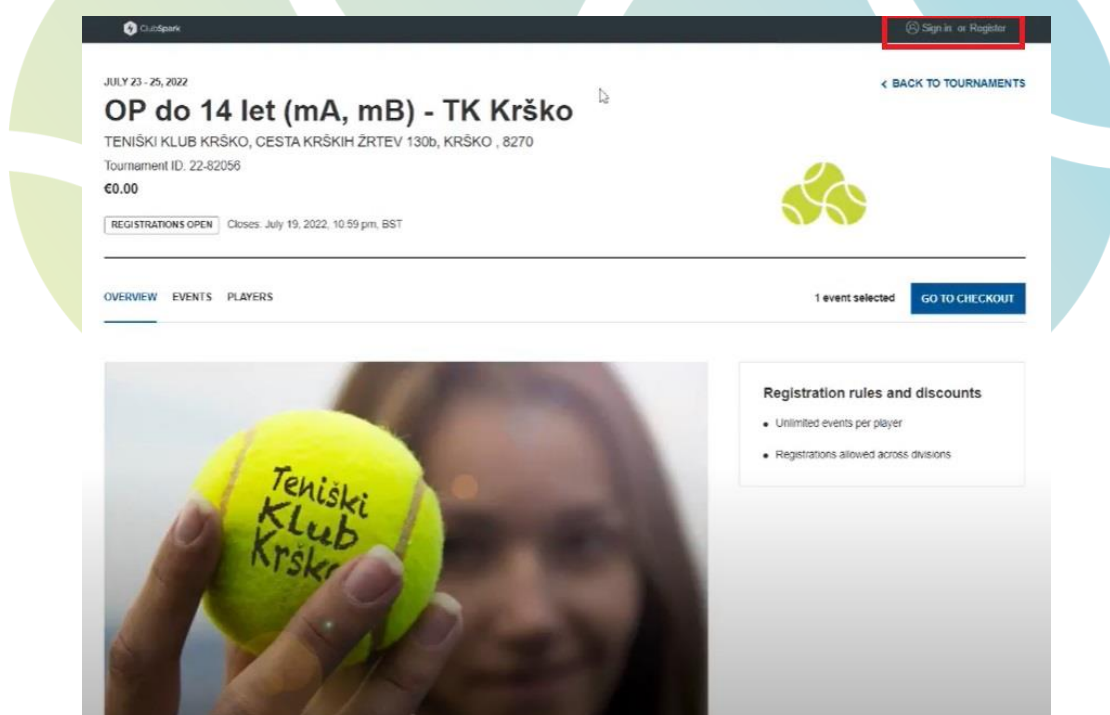 ClubSpark
Sign in or Register
JULY 23 - 25, 2022
< BACK TO TOURNAMENTS
OP do 14 let (mA, mB) - TK Krško
TENIŠKI KLUB KRŠKO, CESTA KRŠKIH ŽRTEV 130b, KRŠKO , 8270
Tournament ID: 22-82056
€0.00
REGISTRATIONS OPEN Closes: July 19, 2022, 10:59 pm, BST
OVERVIEW EVENTS PLAYERS
1 event selected GO TO CHECKOUT
Registration rules and discounts
• Unlimited events per player
• Registrations allowed across divisions
Teniški
Klub
Krško